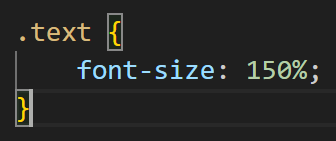 .text {
    font-size: 150%;
}